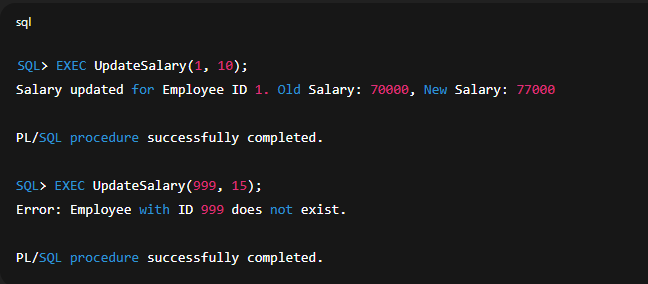 sql
SQL> EXEC UpdateSalary(1, 10);
Salary updated for Employee ID 1. Old Salary: 70000, New Salary: 77000
PL/SQL procedure successfully completed.
SQL> EXEC UpdateSalary(999, 15);
Error: Employee with ID 999 does not exist.
PL/SQL procedure successfully completed.